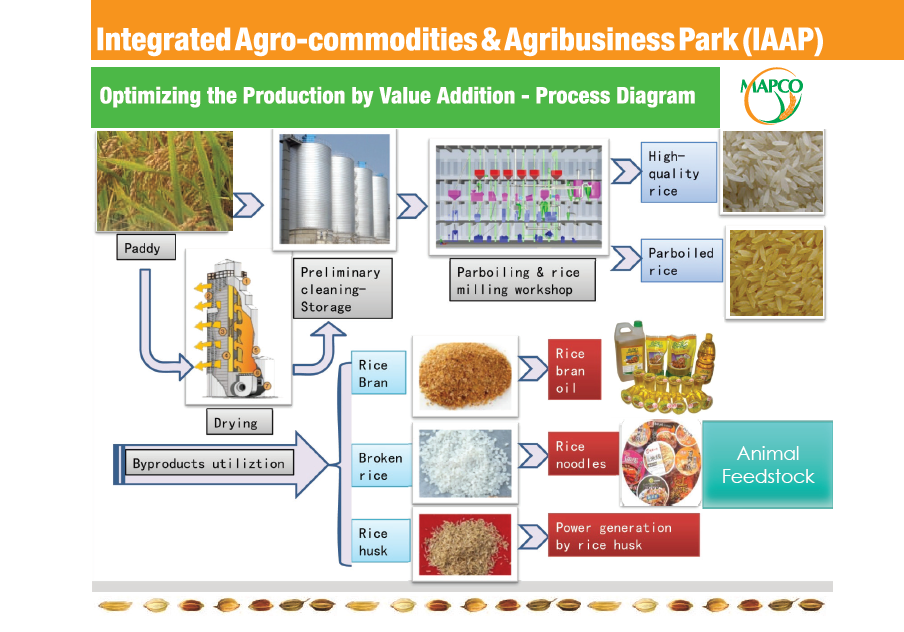 Integrated Agro-commodities & Agribusiness Park (IAAP)
Optimizing the Production by Value Addition - Process Diagram
MAPCO
High-
quality
rice
Paddy
Parboiled
rice
Preliminary
cleaning-
Storage
Parboiling & rice
milling workshop
Rice
Bran
Rice
bran
oil
Drying
Byproducts utiliztion
Broken
rice
Rice
noodles
Animal
Feedstock
Rice
husk
Power generation
by rice husk